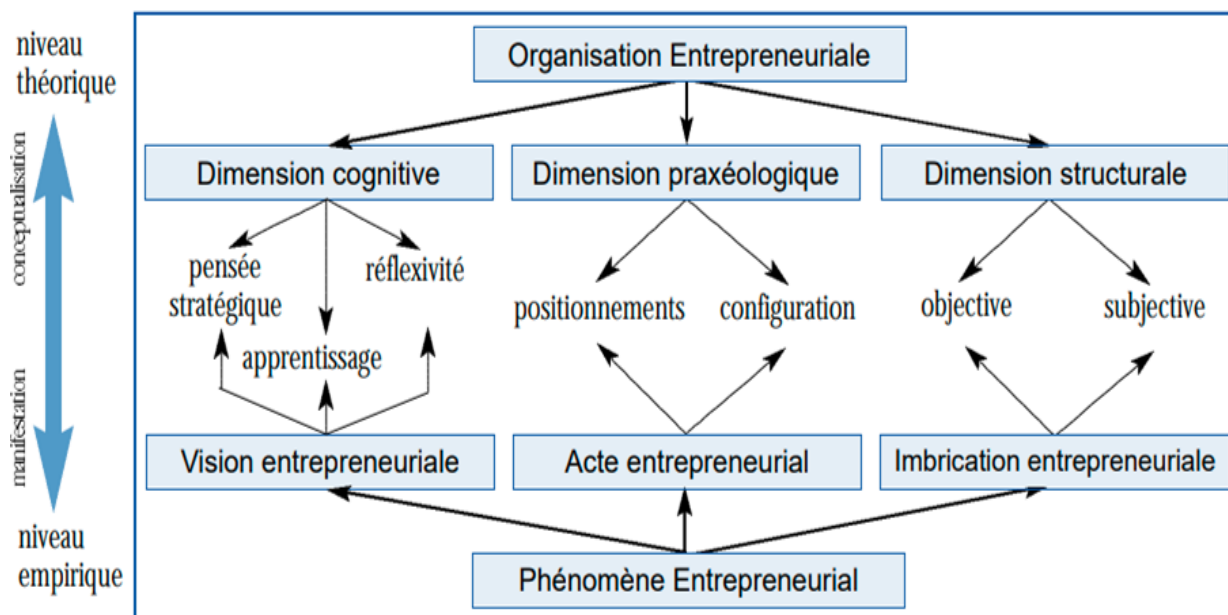 niveau
théorique
Organisation Entrepreneuriale
conceptualisation
Dimension cognitive
Dimension praxéologique
Dimension structurale
pensée
stratégique
réflexivité
apprentissage
positionnements
configuration
objective
subjective
manifestation
Vision entrepreneuriale
Acte entrepreneurial
Imbrication entrepreneuriale
niveau
empirique
Phénomène Entrepreneurial